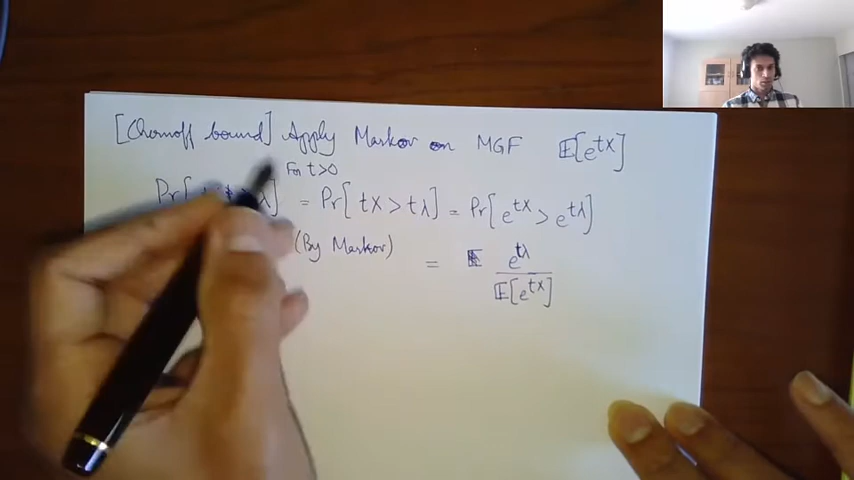 [Chernoff bound] Apply Markov on MGF 𝔼[e^{tX}]
For t>0
Pr[ λ] = Pr[tX > tλ] = Pr[e^{tX} > e^{tλ}]
(By Markov) = e^{tλ} / 𝔼[e^{tX}]